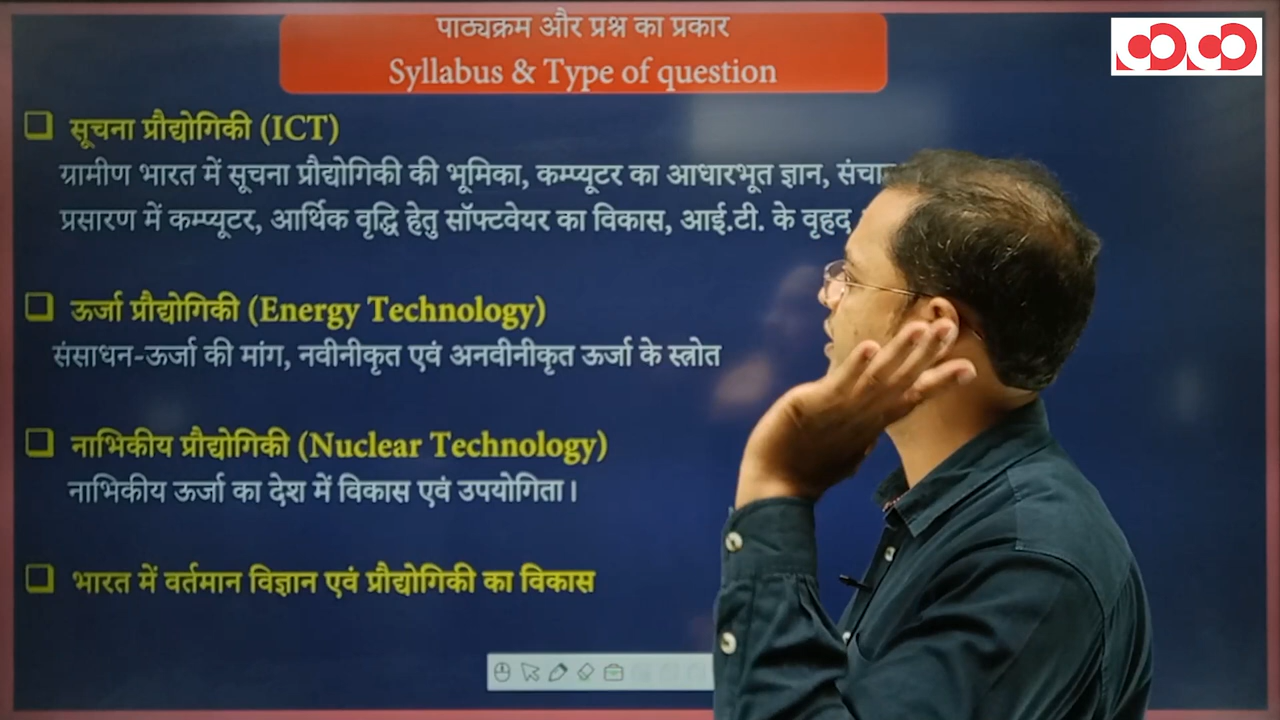 पाठ्यक्रम और प्रश्न का प्रकार
Syllabus & Type of question
सूचना प्रौद्योगिकी (ICT)
ग्रामीण भारत में सूचना प्रौद्योगिकी की भूमिका, कम्प्यूटर का आधारभूत ज्ञान,
प्रसारण में कम्प्यूटर, आर्थिक वृद्धि हेतु सॉफ्टवेयर का विकास, आई.टी. के वृहद
ऊर्जा प्रौद्योगिकी (Energy Technology)
संसाधन-ऊर्जा की मांग, नवीनीकृत एवं अनवीनीकृत ऊर्जा के स्त्रोत
नाभिकीय प्रौद्योगिकी (Nuclear Technology)
नाभिकीय ऊर्जा का देश में विकास एवं उपयोगिता।
भारत में वर्तमान विज्ञान एवं प्रौद्योगिकी का विकास